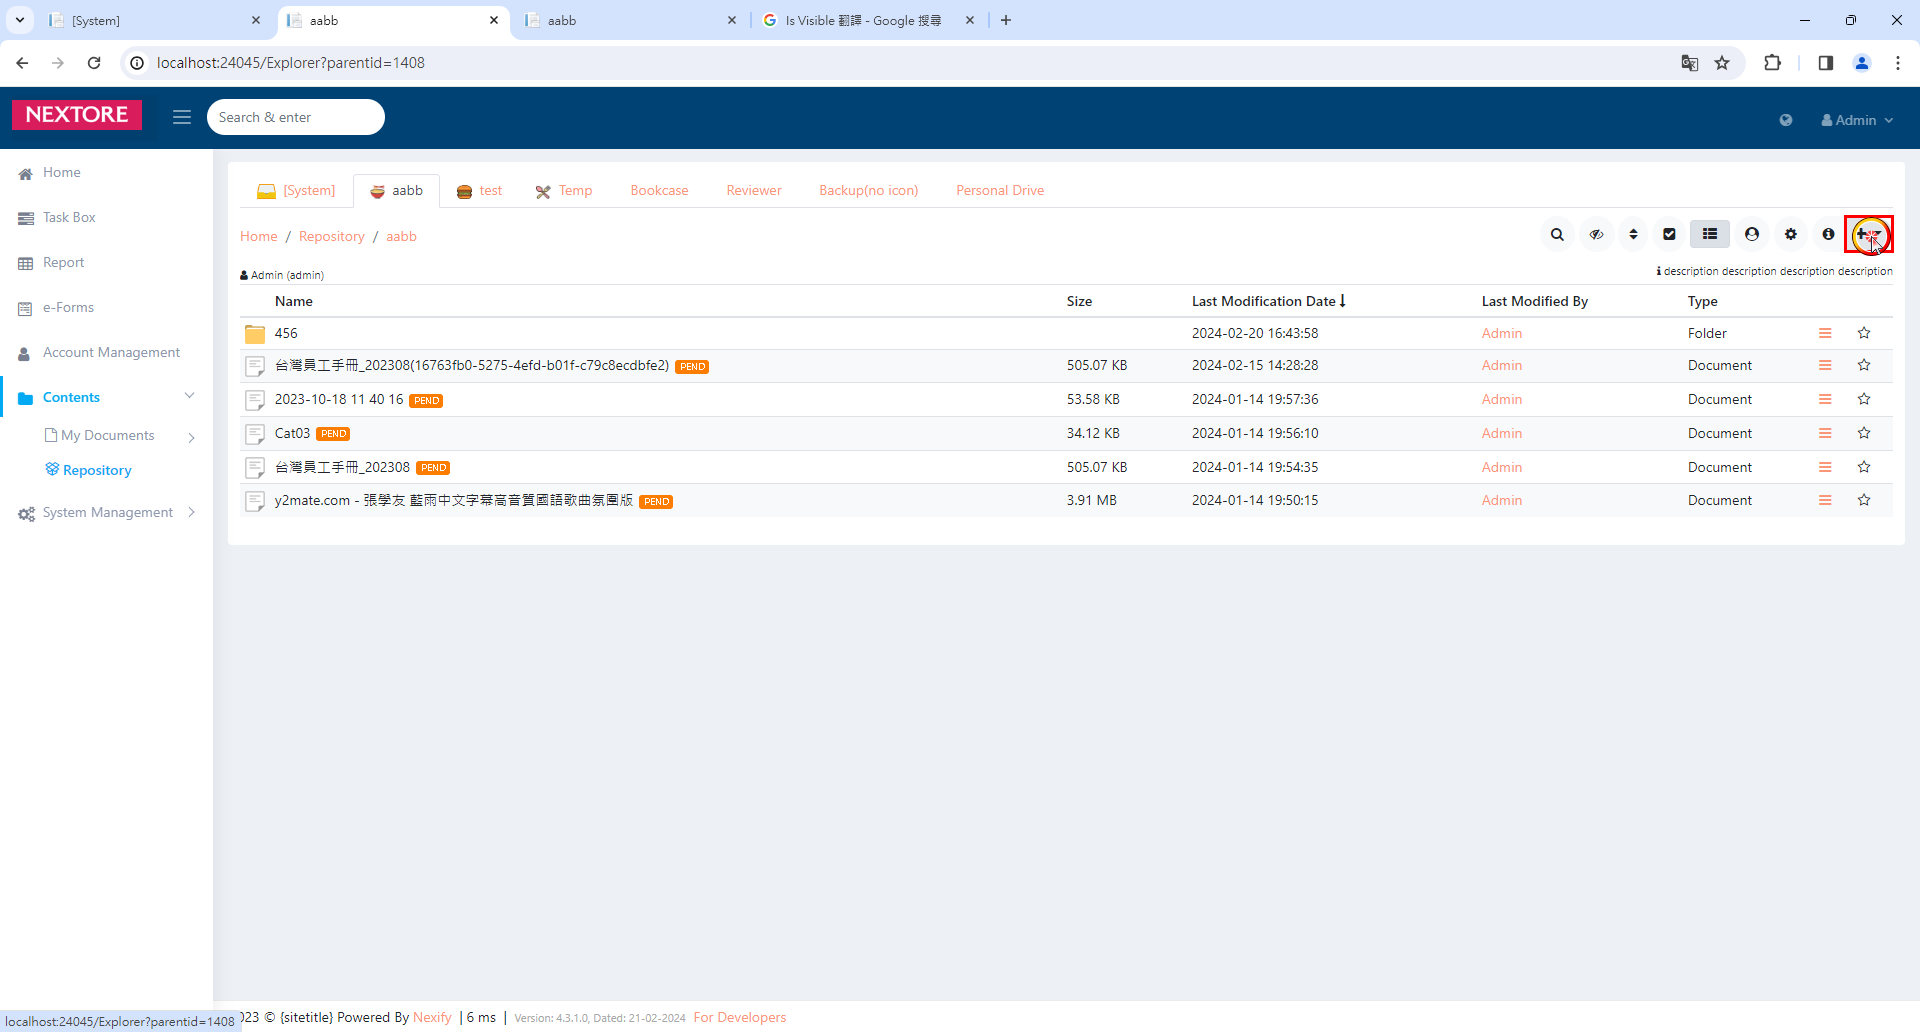 [System]
aabb
aabb
Is Visible 翻譯 - Google 搜尋
localhost:24045/Explorer?parentid=1408
NEXTORE
Search & enter
Admin
Home
Task Box
Report
e-Forms
Account Management
Contents
My Documents
Repository
System Management
[System]
aabb
test
Temp
Bookcase
Reviewer
Backup(no icon)
Personal Drive
Home / Repository / aabb
Admin (admin)
description description description description
Name Size Last Modification Date Last Modified By Type
456 2024-02-20 16:43:58 Admin Folder
台灣員工手冊_202308(16763fb0-5275-4efd-b01f-c79c8ecdbfe2) PEND 505.07 KB 2024-02-15 14:28:28 Admin Document
2023-10-18 11 40 16 PEND 53.58 KB 2024-01-14 19:57:36 Admin Document
Cat03 PEND 34.12 KB 2024-01-14 19:56:10 Admin Document
台灣員工手冊_202308 PEND 505.07 KB 2024-01-14 19:54:35 Admin Document
y2mate.com - 張學友 藍雨中文字幕高音質國語歌曲氛圍版 PEND 3.91 MB 2024-01-14 19:50:15 Admin Document
localhost:24045/Explorer?parentid=1408
023 © {sitetitle} Powered By Nexify | 6 ms | Version: 4.3.1.0, Dated: 21-02-2024 For Developers